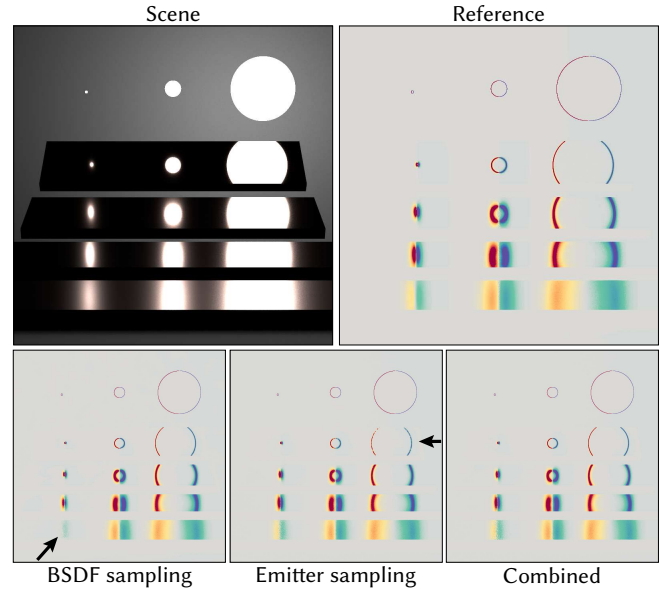 Scene
Reference
BSDF sampling
Emitter sampling
Combined